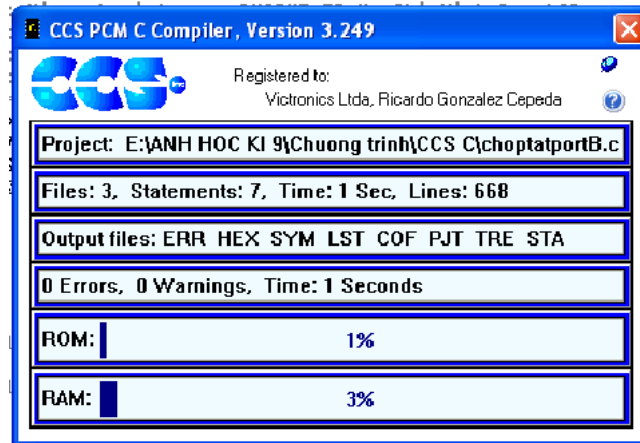 CCS PCM C Compiler, Version 3.249
CCS inc
Registered to:
Victronics Ltda, Ricardo Gonzalez Cepeda
Project: E:\ANH HOC KI 9\Chuong trinh\CCS C\choptatportB.c
Files: 3, Statements: 7, Time: 1 Sec, Lines: 668
Output files: ERR HEX SYM LST COF PJT TRE STA
0 Errors, 0 Warnings, Time: 1 Seconds
ROM: 1%
RAM: 3%